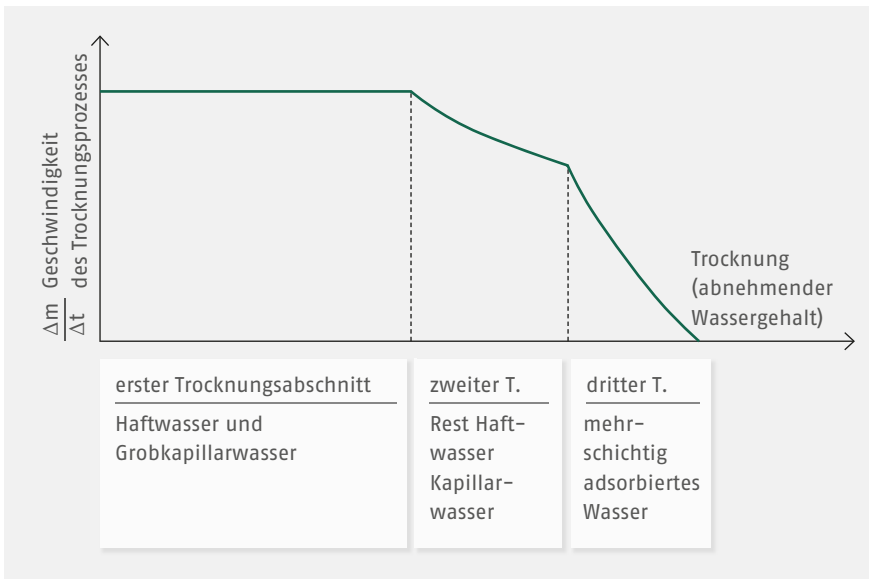 Δm
Δt
Geschwindigkeit
des Trocknungsprozesses
Trocknung
(abnehmender
Wassergehalt)
erster Trocknungsabschnitt
Haftwasser und
Grobkapillarwasser
zweiter T.
Rest Haft-
wasser
Kapillar-
wasser
dritter T.
mehr-
schichtig
adsorbiertes
Wasser